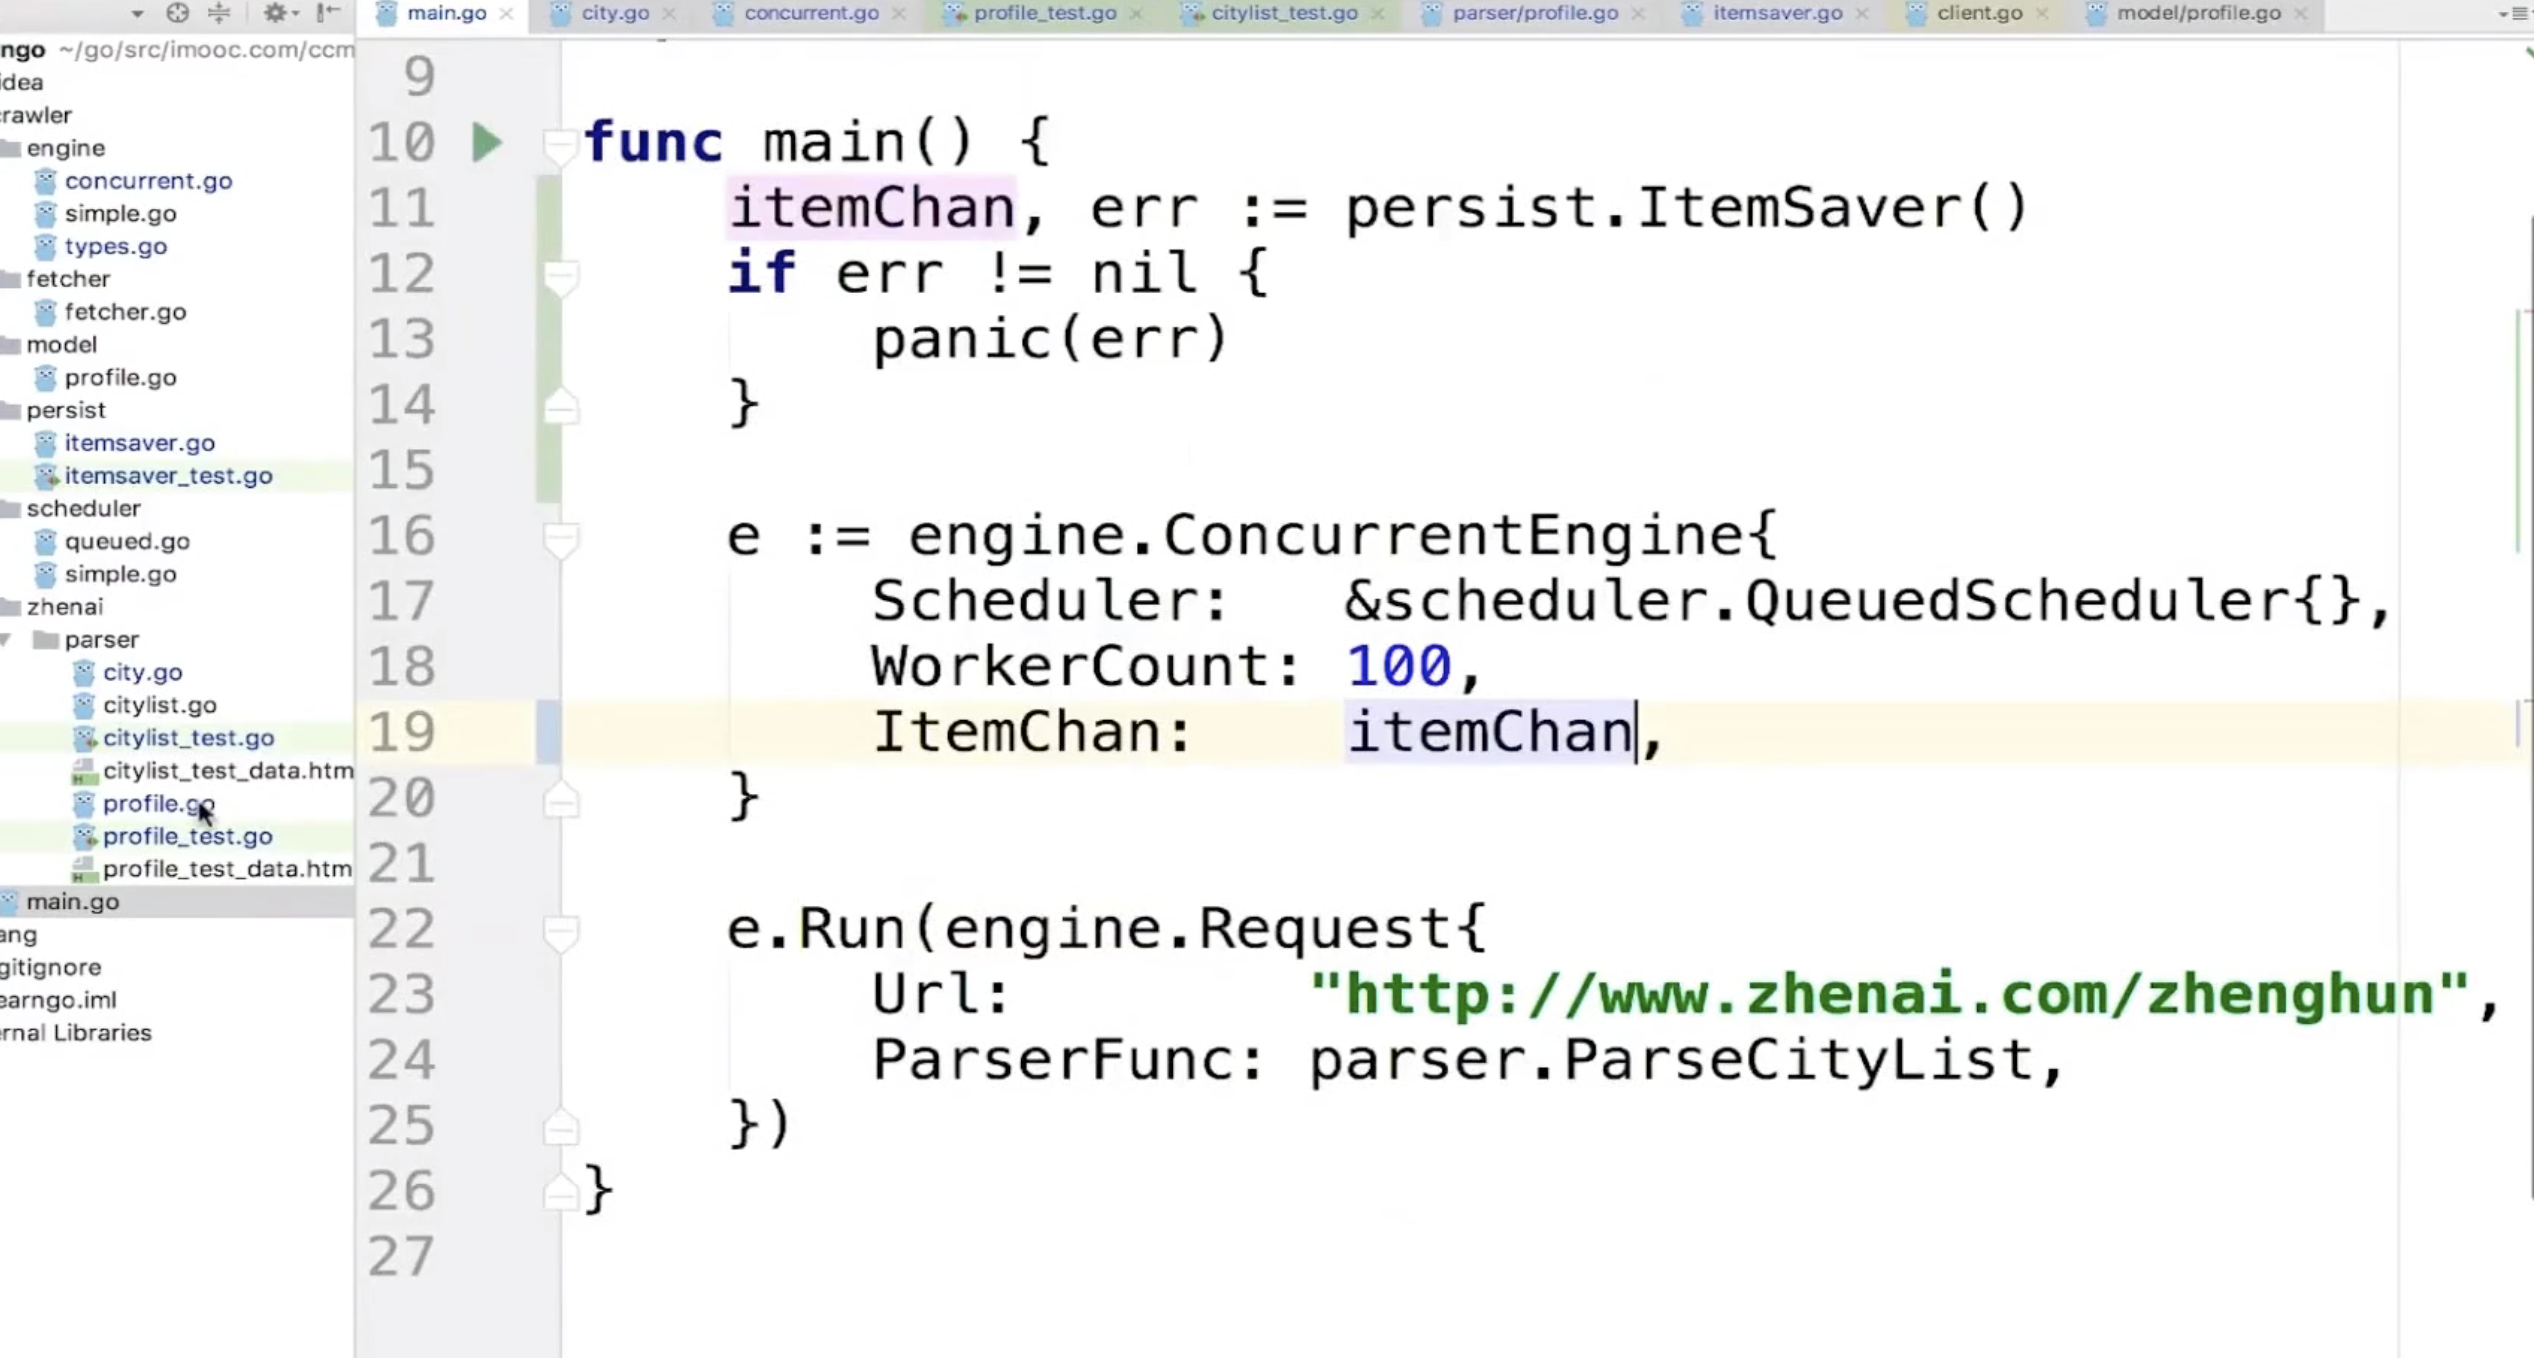 main.go
city.go
concurrent.go
profile_test.go
citylist_test.go
parser/profile.go
itemsaver.go
client.go
model/profile.go
ngo ~/go/src/imooc.com/ccm
idea
rawler
engine
concurrent.go
simple.go
types.go
fetcher
fetcher.go
model
profile.go
persist
itemsaver.go
itemsaver_test.go
scheduler
queued.go
simple.go
zhenai
parser
city.go
citylist.go
citylist_test.go
citylist_test_data.htm
profile.go
profile_test.go
profile_test_data.htm
main.go
ang
gitignore
earngo.iml
rnal Libraries
9
10 func main() {
11 itemChan, err := persist.ItemSaver()
12 if err != nil {
13 panic(err)
14 }
15
16 e := engine.ConcurrentEngine{
17 Scheduler: &scheduler.QueuedScheduler{},
18 WorkerCount: 100,
19 ItemChan: itemChan,
20 }
21
22 e.Run(engine.Request{
23 Url: "http://www.zhenai.com/zhenghun",
24 ParserFunc: parser.ParseCityList,
25 })
26 }
27